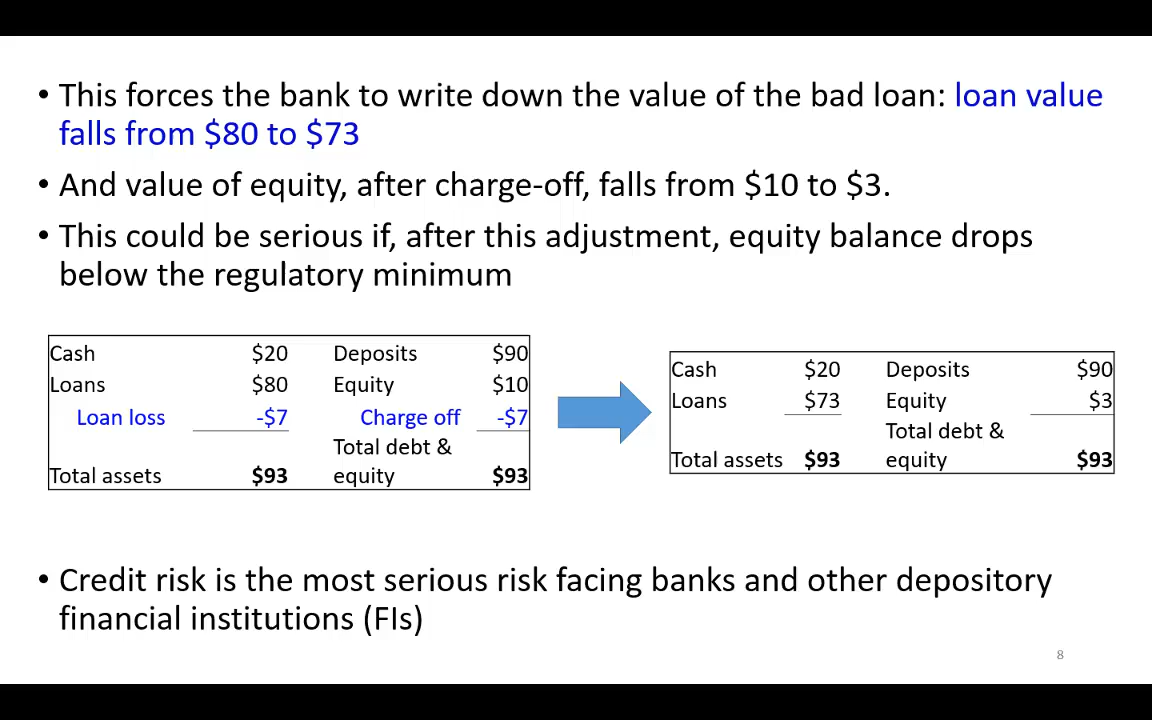 • This forces the bank to write down the value of the bad loan: loan value
falls from $80 to $73
• And value of equity, after charge-off, falls from $10 to $3.
• This could be serious if, after this adjustment, equity balance drops
below the regulatory minimum
Cash $20 Deposits $90
Loans $80 Equity $10
Loan loss -$7 Charge off -$7
Total debt &
Total assets $93 equity $93
Cash $20 Deposits $90
Loans $73 Equity $3
Total debt &
Total assets $93 equity $93
• Credit risk is the most serious risk facing banks and other depository
financial institutions (FIs)
8